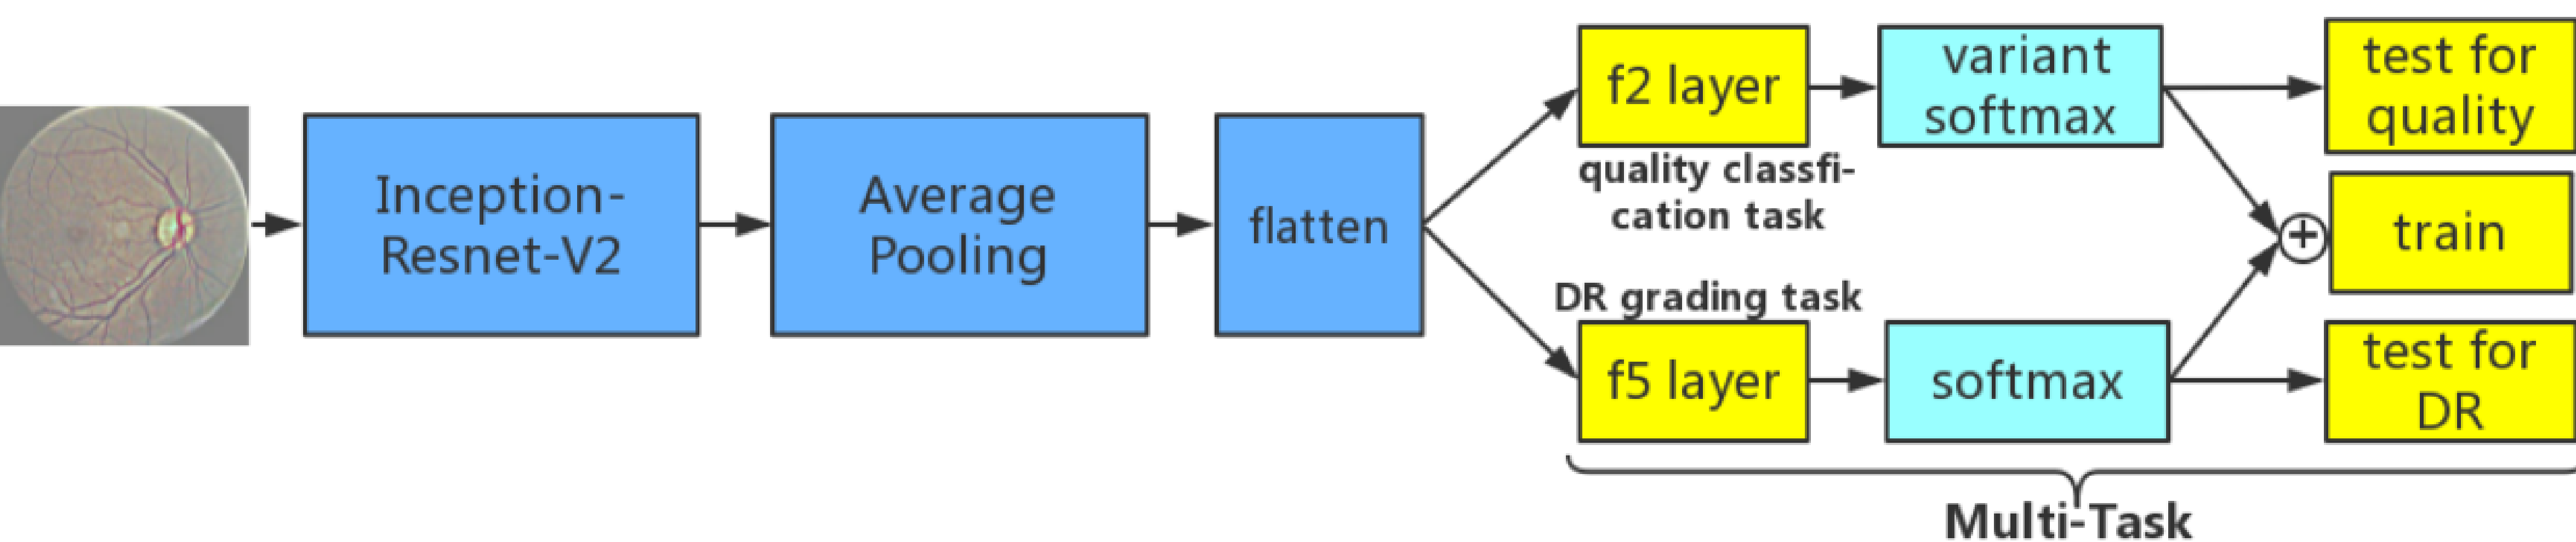 Inception-
Resnet-V2
Average
Pooling
flatten
f2 layer
quality classfi-
cation task
variant
softmax
test for
quality
train
DR grading task
f5 layer
softmax
test for
DR
Multi-Task